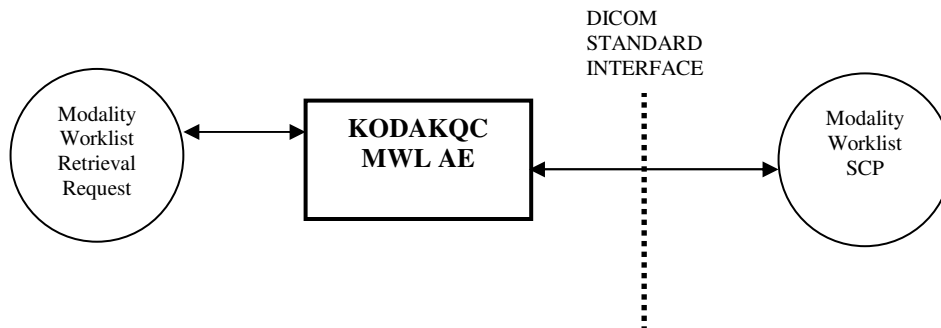 DICOM
STANDARD
INTERFACE
Modality
Worklist
Retrieval
Request
KODAKQC
MWL AE
Modality
Worklist
SCP